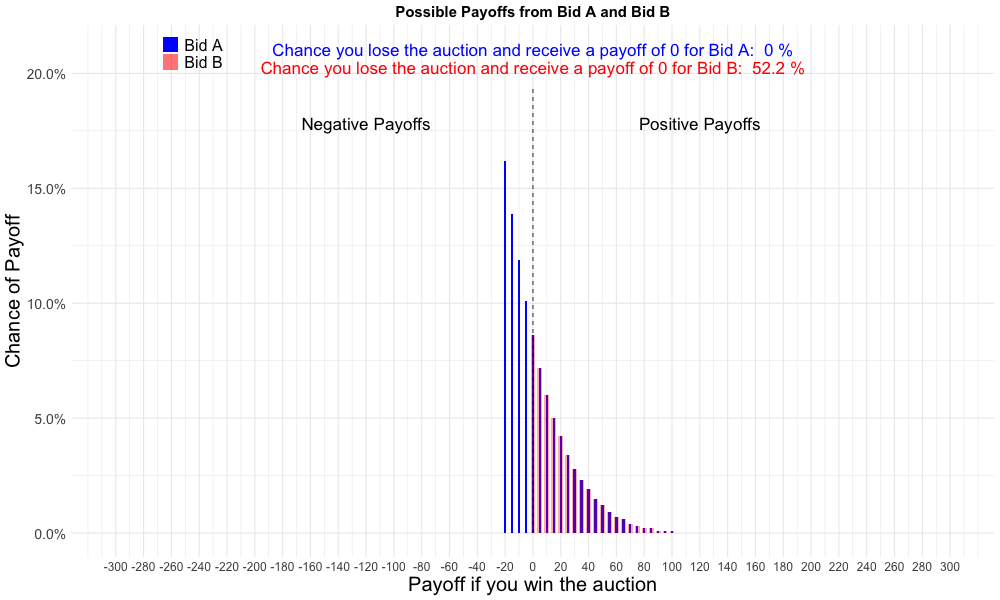 Possible Payoffs from Bid A and Bid B
Bid A
Bid B
Chance you lose the auction and receive a payoff of 0 for Bid A:  0 %
Chance you lose the auction and receive a payoff of 0 for Bid B:  52.2 %
Negative Payoffs
Positive Payoffs
Chance of Payoff
20.0%
15.0%
10.0%
5.0%
0.0%
-300 -280 -260 -240 -220 -200 -180 -160 -140 -120 -100 -80 -60 -40 -20 0 20 40 60 80 100 120 140 160 180 200 220 240 260 280 300
Payoff if you win the auction